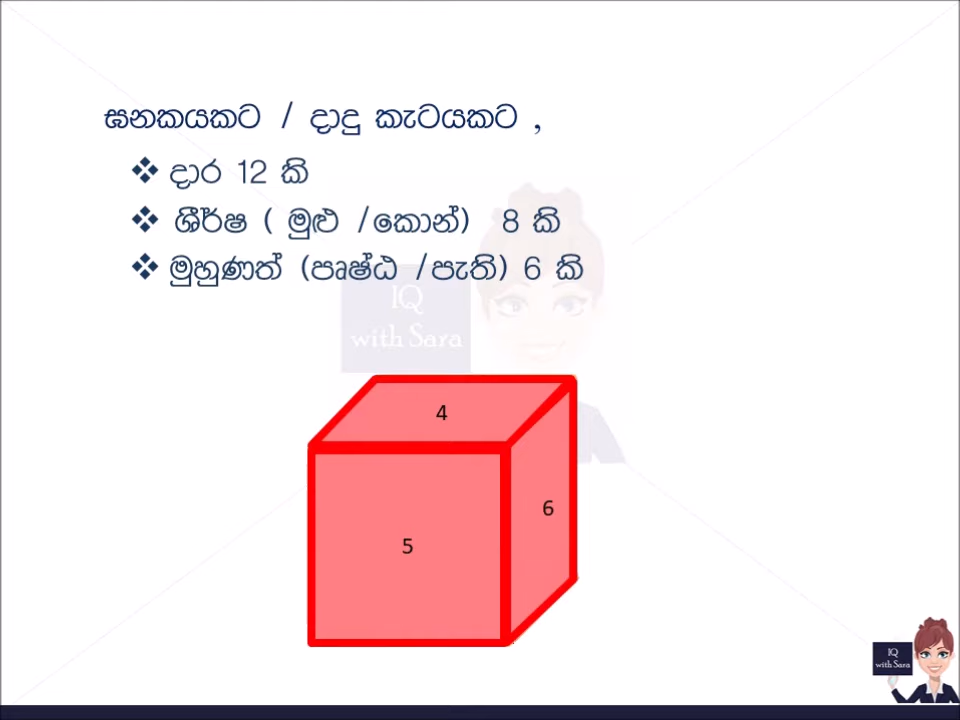 ඝනකයකට / දාදු කැටයකට ,
❖ දාර 12 කි
❖ ශීර්ෂ ( මුළු /කොන්) 8 කි
❖ මුහුණත් (පෘෂ්ඨ /පැති) 6 කි
IQ
with Sara
4
6
5
IQ
with Sara